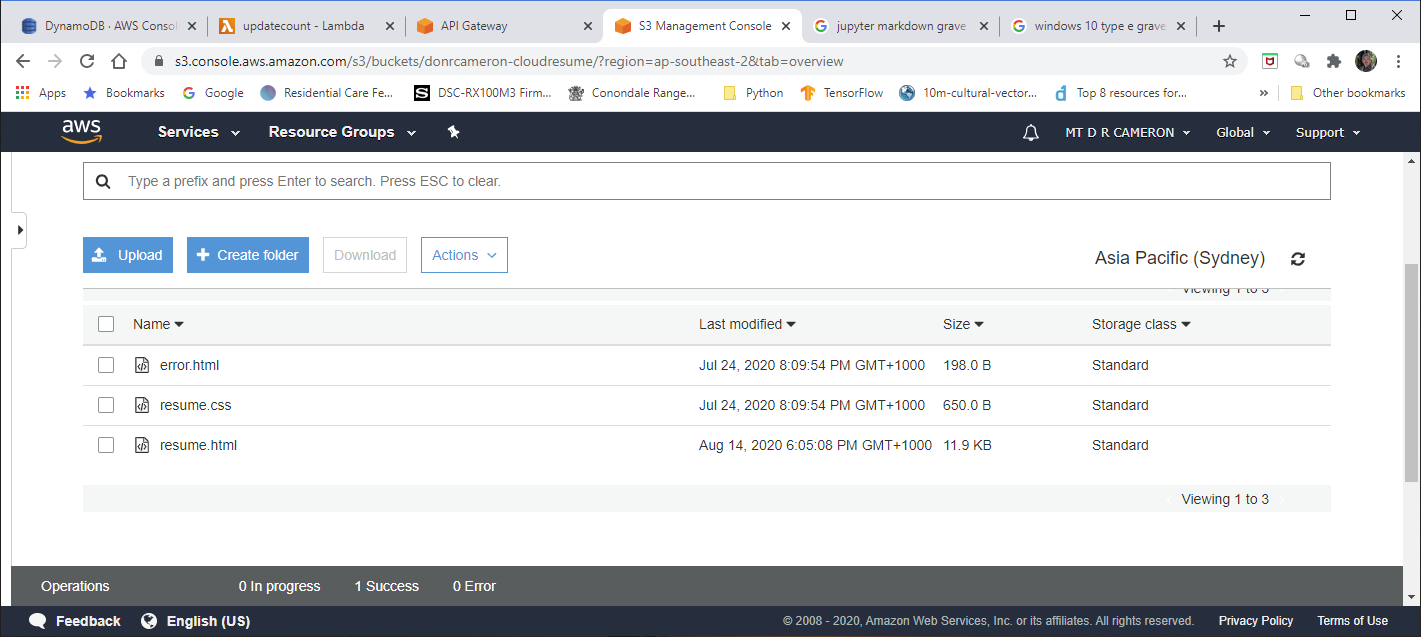 DynamoDB · AWS Consol
updatecount - Lambda
API Gateway
S3 Management Console
jupyter markdown grave
windows 10 type e grave
s3.console.aws.amazon.com/s3/buckets/donrcameron-cloudresume/?region=ap-southeast-2&tab=overview
Apps
Bookmarks
Google
Residential Care Fe...
DSC-RX100M3 Firm...
Conondale Range...
Python
TensorFlow
10m-cultural-vector...
Top 8 resources for...
»
Other bookmarks
aws
Services
Resource Groups
MT D R CAMERON
Global
Support
Type a prefix and press Enter to search. Press ESC to clear.
Upload
Create folder
Download
Actions
Asia Pacific (Sydney)
Viewing 1 to 3
Name
Last modified
Size
Storage class
error.html
Jul 24, 2020 8:09:54 PM GMT+1000
198.0 B
Standard
resume.css
Jul 24, 2020 8:09:54 PM GMT+1000
650.0 B
Standard
resume.html
Aug 14, 2020 6:05:08 PM GMT+1000
11.9 KB
Standard
Viewing 1 to 3
Operations
0 In progress
1 Success
0 Error
Feedback
English (US)
© 2008 - 2020, Amazon Web Services, Inc. or its affiliates. All rights reserved.
Privacy Policy
Terms of Use